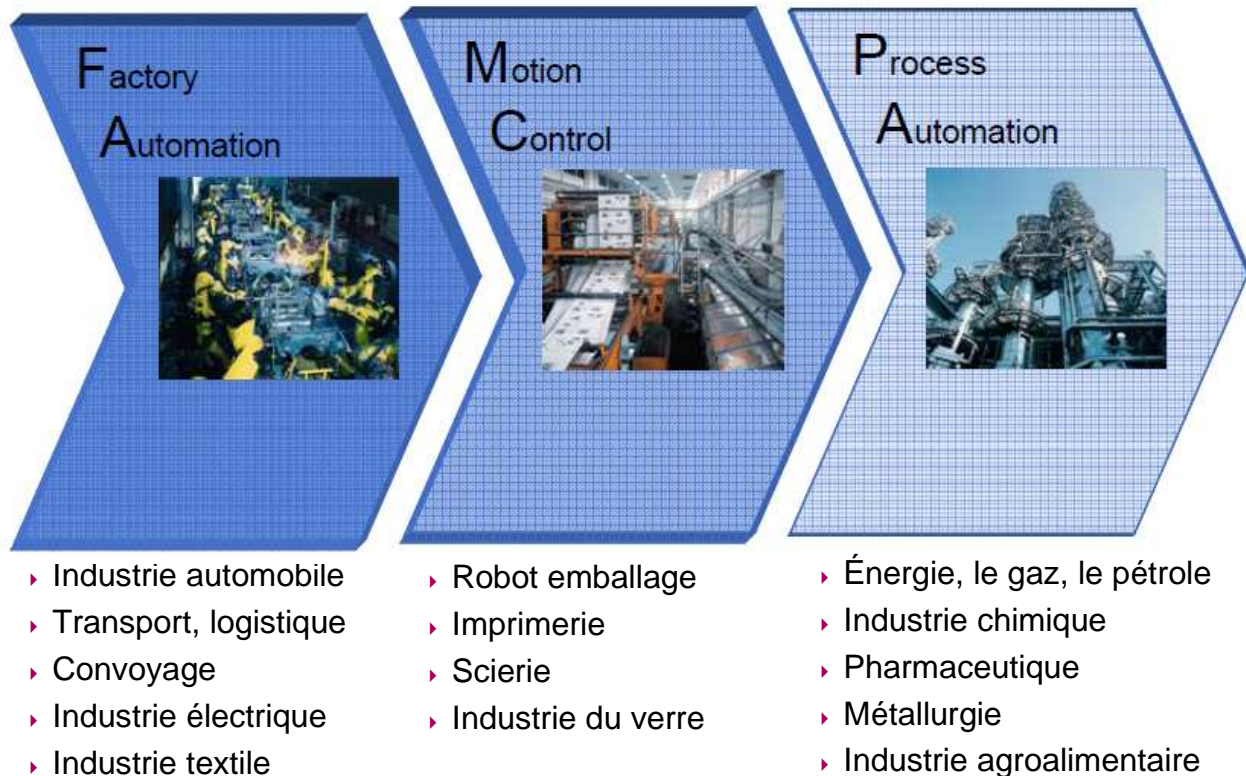 Factory
Automation
Motion
Control
Process
Automation
Industrie automobile
Transport, logistique
Convoyage
Industrie électrique
Industrie textile
Robot emballage
Imprimerie
Scierie
Industrie du verre
Énergie, le gaz, le pétrole
Industrie chimique
Pharmaceutique
Métallurgie
Industrie agroalimentaire